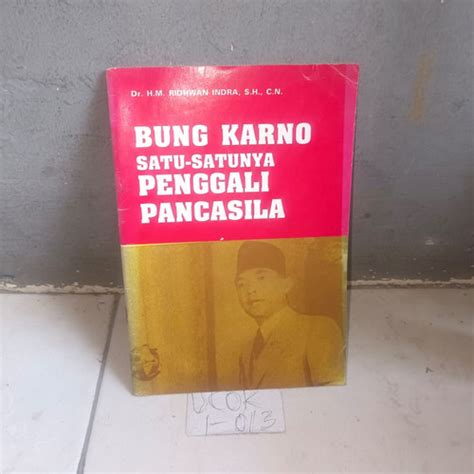 Dr. H.M. RIDHWAN INDRA, S.H., C.N.
BUNG KARNO
SATU-SATUNYA
PENGGALI
PANCASILA
UCOK
1-013